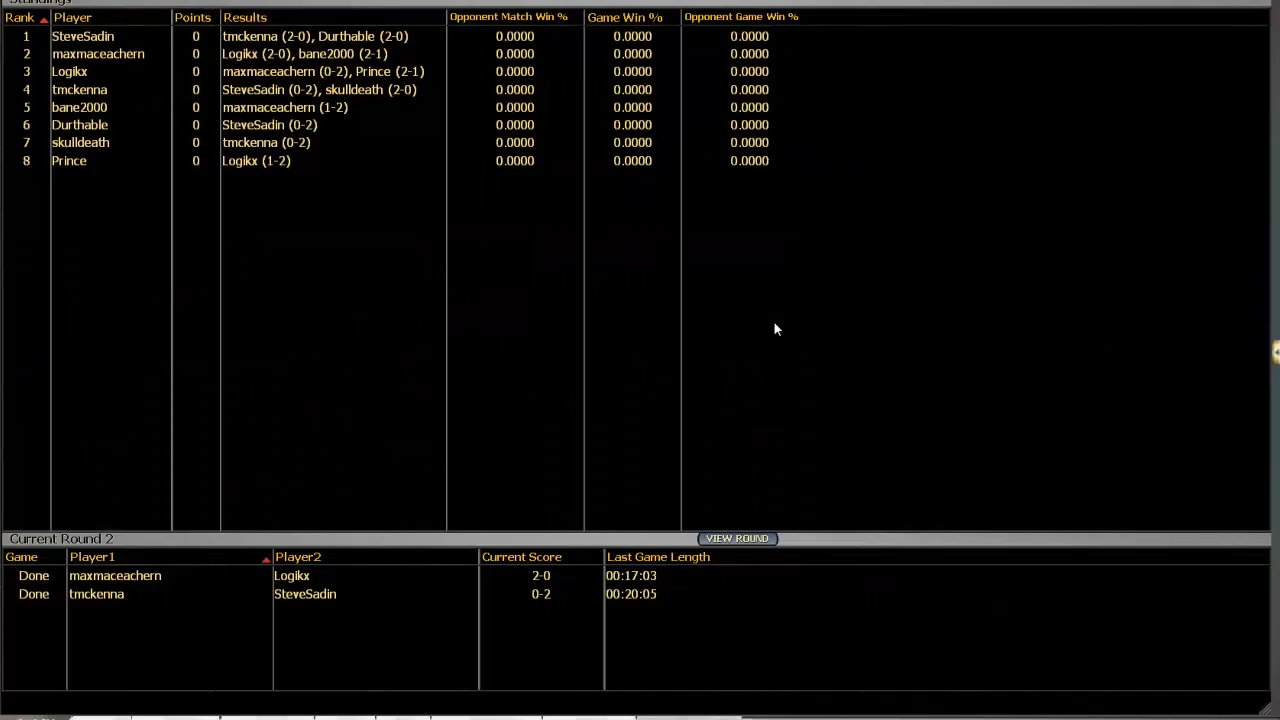 Standings
Rank Player Points Results Opponent Match Win % Game Win % Opponent Game Win %
1 SteveSadin 0 tmckenna (2-0), Durthable (2-0) 0.0000 0.0000 0.0000
2 maxmaceachern 0 Logikx (2-0), bane2000 (2-1) 0.0000 0.0000 0.0000
3 Logikx 0 maxmaceachern (0-2), Prince (2-1) 0.0000 0.0000 0.0000
4 tmckenna 0 SteveSadin (0-2), skulldeath (2-0) 0.0000 0.0000 0.0000
5 bane2000 0 maxmaceachern (1-2) 0.0000 0.0000 0.0000
6 Durthable 0 SteveSadin (0-2) 0.0000 0.0000 0.0000
7 skulldeath 0 tmckenna (0-2) 0.0000 0.0000 0.0000
8 Prince 0 Logikx (1-2) 0.0000 0.0000 0.0000
Current Round 2 VIEW ROUND
Game Player1 Player2 Current Score Last Game Length
Done maxmaceachern Logikx 2-0 00:17:03
Done tmckenna SteveSadin 0-2 00:20:05